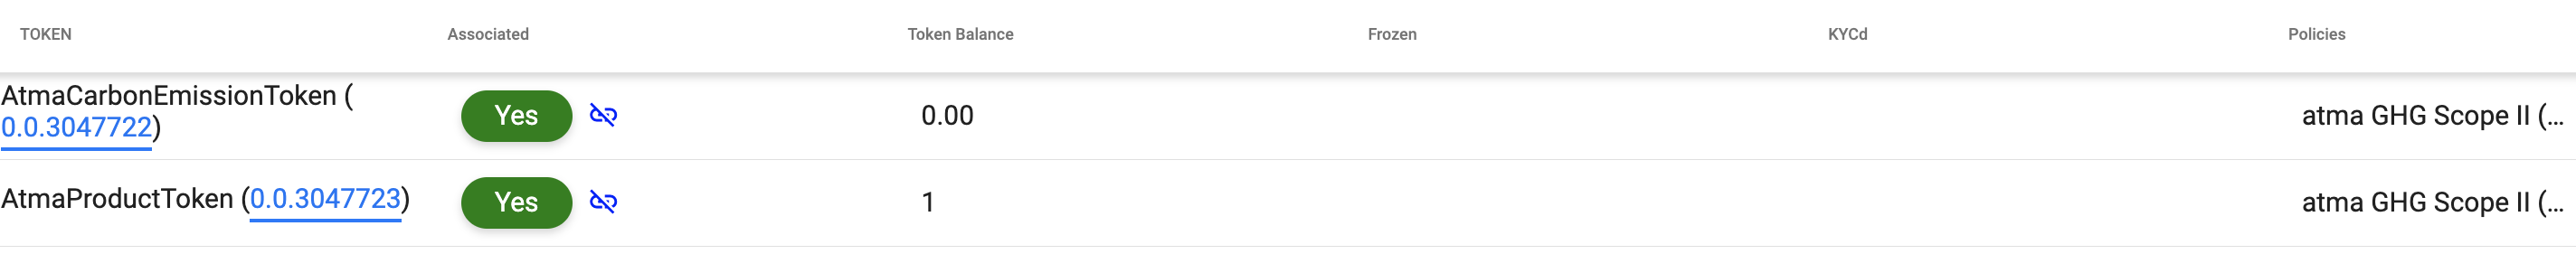 TOKEN Associated Token Balance Frozen KYCd Policies
AtmaCarbonEmissionToken (
0.0.3047722) Yes 0.00 atma GHG Scope II (...
AtmaProductToken (0.0.3047723) Yes 1 atma GHG Scope II (...